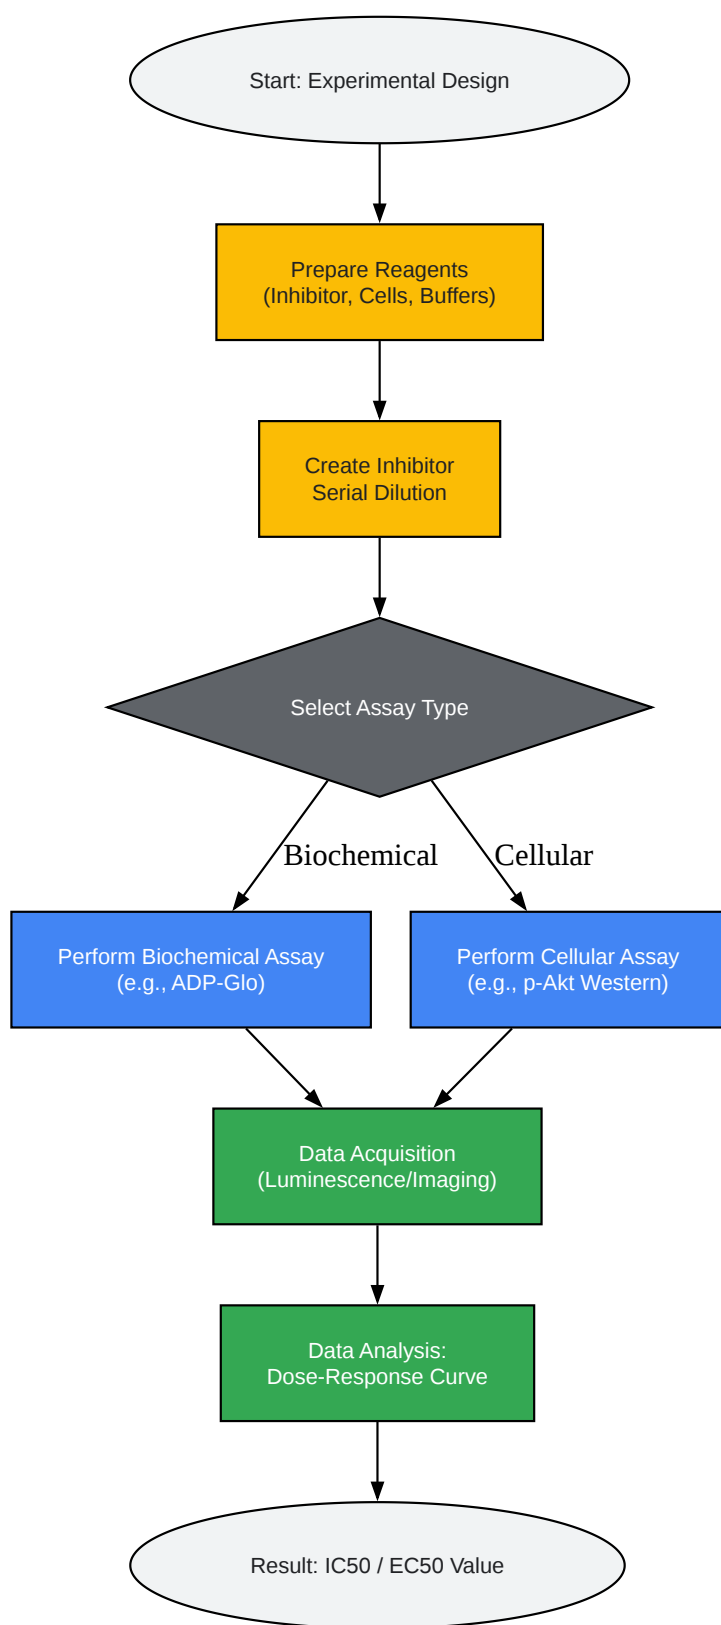 Start: Experimental Design
Prepare Reagents
(Inhibitor, Cells, Buffers)
Create Inhibitor
Serial Dilution
Select Assay Type
Biochemical
Cellular
Perform Biochemical Assay
(e.g., ADP-Glo)
Perform Cellular Assay
(e.g., p-Akt Western)
Data Acquisition
(Luminescence/Imaging)
Data Analysis:
Dose-Response Curve
Result: IC50 / EC50 Value